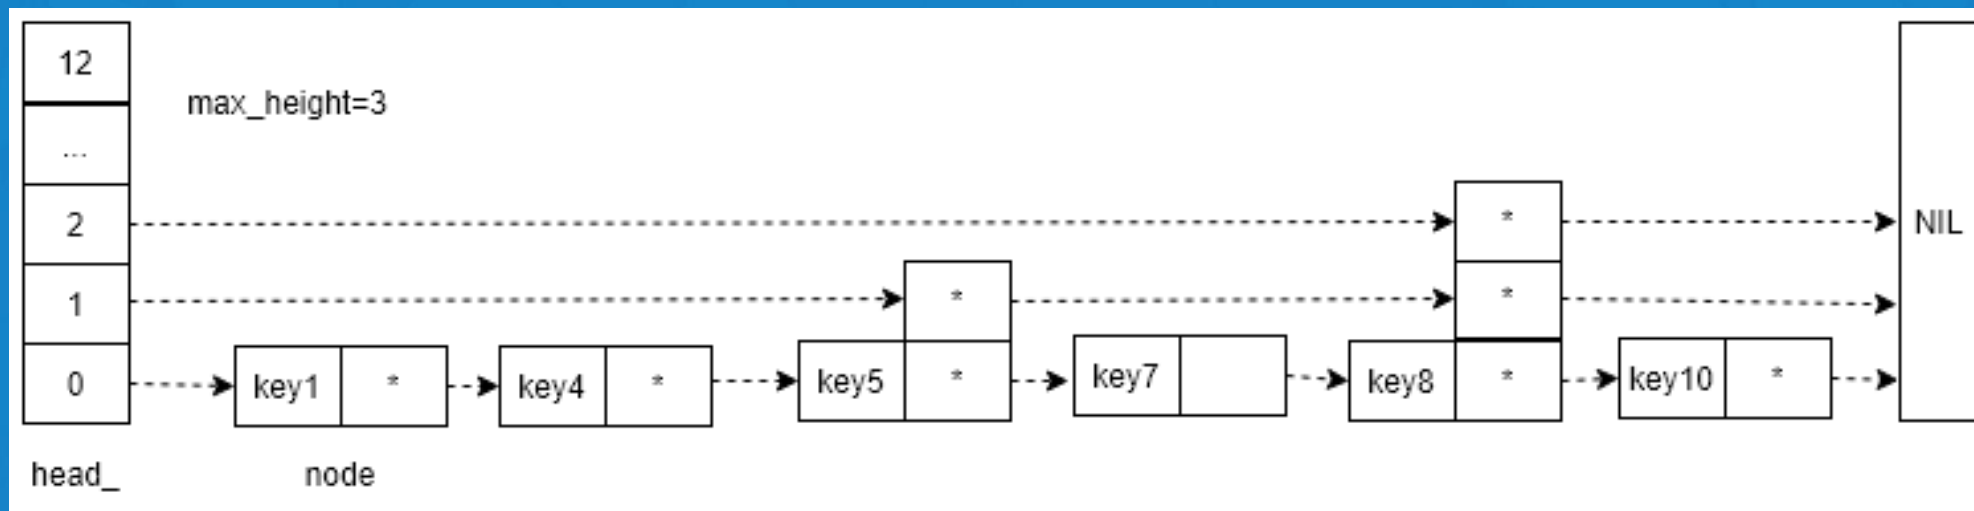 12
max_height=3
...
2 * NIL
1 * *
0 key1 * key4 * key5 * key7 key8 * key10 *
head_ node